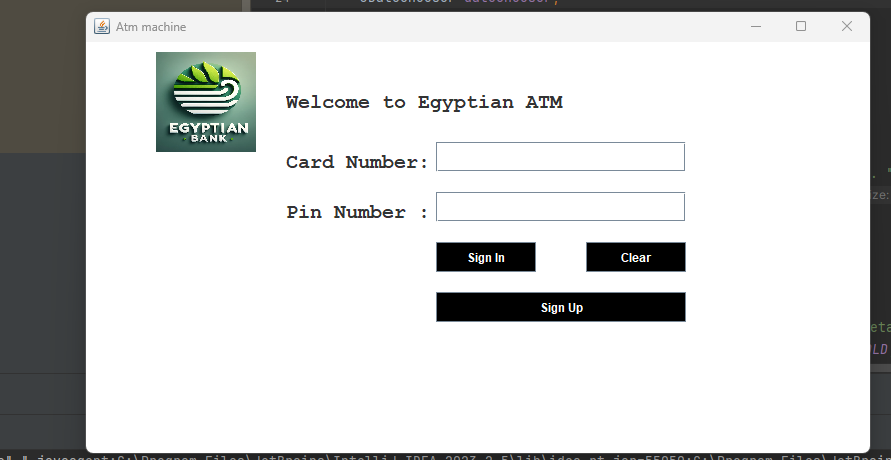 Atm machine
EGYPTIAN
BANK
Welcome to Egyptian ATM
Card Number:
Pin Number :
Sign In
Clear
Sign Up